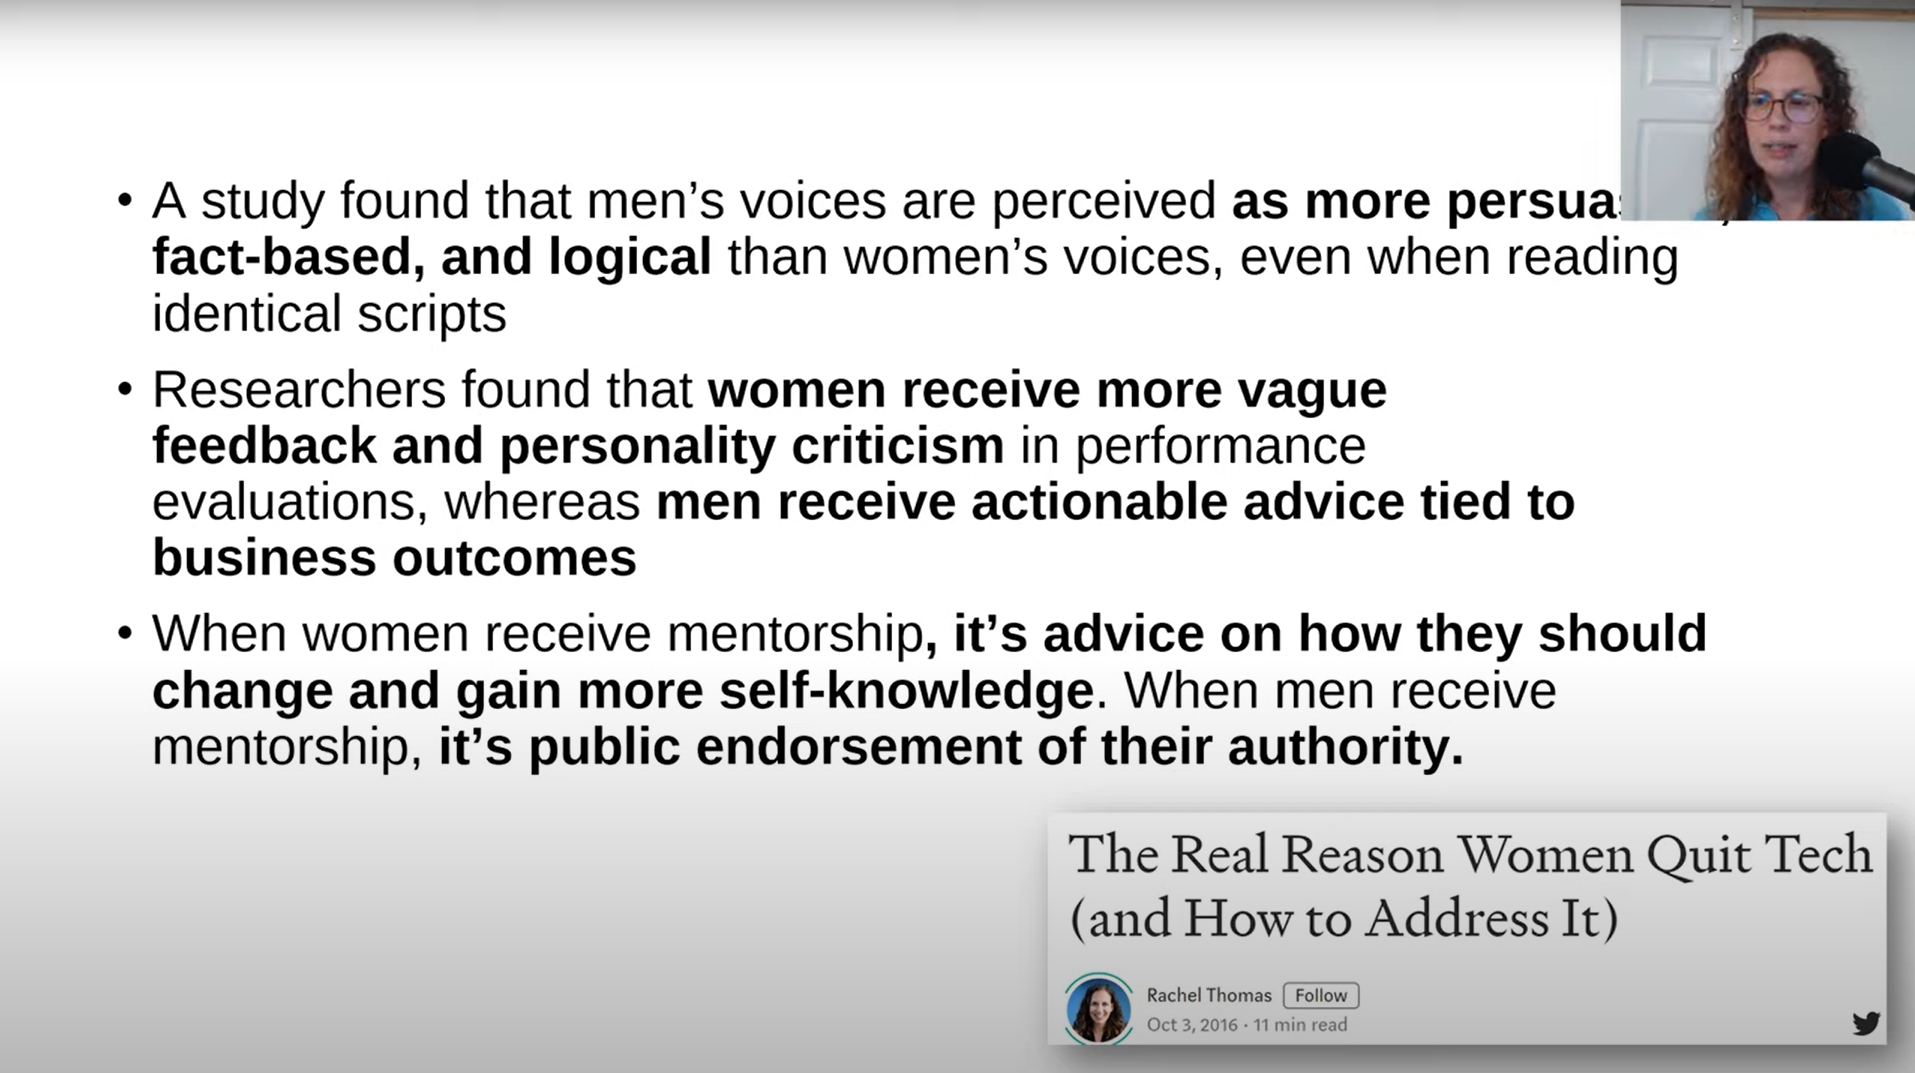 • A study found that men’s voices are perceived as more
fact-based, and logical than women’s voices, even when reading
identical scripts
• Researchers found that women receive more vague
feedback and personality criticism in performance
evaluations, whereas men receive actionable advice tied to
business outcomes
• When women receive mentorship, it’s advice on how they should
change and gain more self-knowledge. When men receive
mentorship, it’s public endorsement of their authority.
The Real Reason Women Quit Tech
(and How to Address It)
Rachel Thomas Follow
Oct 3, 2016 · 11 min read